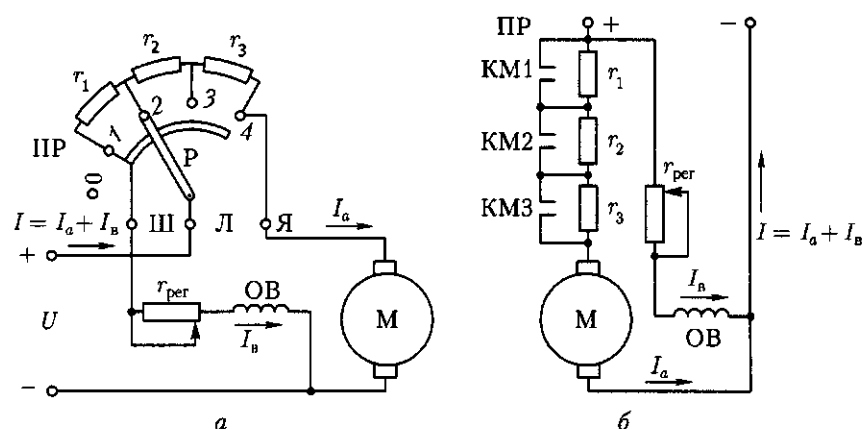 r₁
r₂
r₃
1
2
3
4
0
ПР
Р
I = Iₐ + Iв
Ш
Л
Я
Iₐ
+
rрег
ОВ
Iв
U
М
−
а
ПР
+
−
КМ1
r₁
КМ2
r₂
КМ3
r₃
rрег
I = Iₐ + Iв
Iв
ОВ
М
Iₐ
б